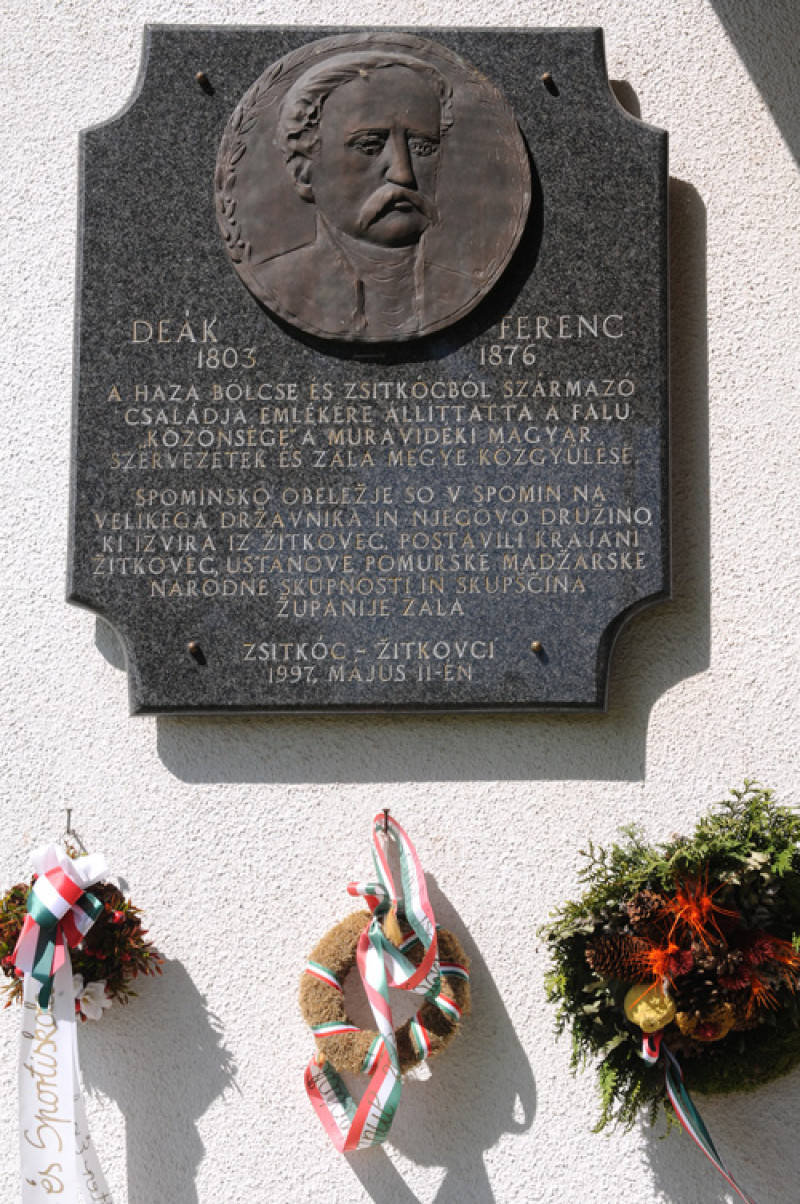 DEÁK FERENC
1803 1876
A HAZA BÖLCSE ÉS ZSITKÓCBÓL SZÁRMAZÓ
CSALÁDJA EMLÉKÉRE ÁLLÍTTATTA A FALU
KÖZÖNSÉGE, A MURAVIDÉKI MAGYAR
SZERVEZETEK ÉS ZALA MEGYE KÖZGYŰLÉSE
SPOMINSKO OBELEŽJE SO V SPOMIN NA
VELIKEGA DRŽAVNIKA IN NJEGOVO DRUŽINO,
KI IZVIRA IZ ŽITKOVEC, POSTAVILI KRAJANI
ŽITKOVEC, USTANOVE POMURSKE MADŽARSKE
NARODNE SKUPNOSTI IN SKUPŠČINA
ŽUPANIJE ZALA
ZSITKÓC - ŽITKOVCI
1997. MÁJUS 11-ÉN
és